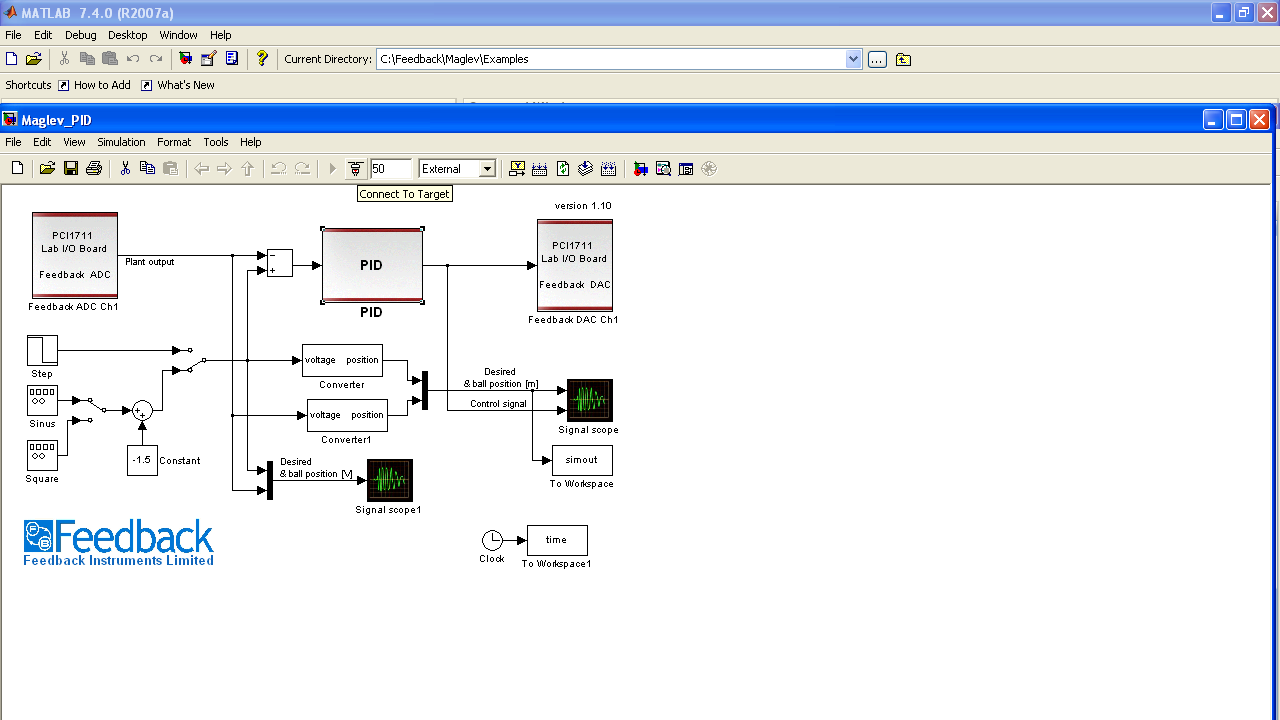 MATLAB 7.4.0 (R2007a)
File Edit Debug Desktop Window Help
Current Directory: C:\Feedback\Maglev\Examples ...
Shortcuts How to Add What's New
Maglev_PID
File Edit View Simulation Format Tools Help
50 External
Connect To Target
version 1.10
PCI1711
Lab I/O Board
Feedback ADC
Feedback ADC Ch1
Plant output
PID
PID
PCI1711
Lab I/O Board
Feedback DAC
Feedback DAC Ch1
Step
Sinus
Square
-1.5
Constant
voltage position
Converter
voltage position
Converter1
Desired
& ball position [m]
Control signal
Signal scope
simout
To Workspace
Desired
& ball position [v]
Signal scope1
Feedback
Feedback Instruments Limited
Clock
time
To Workspace1